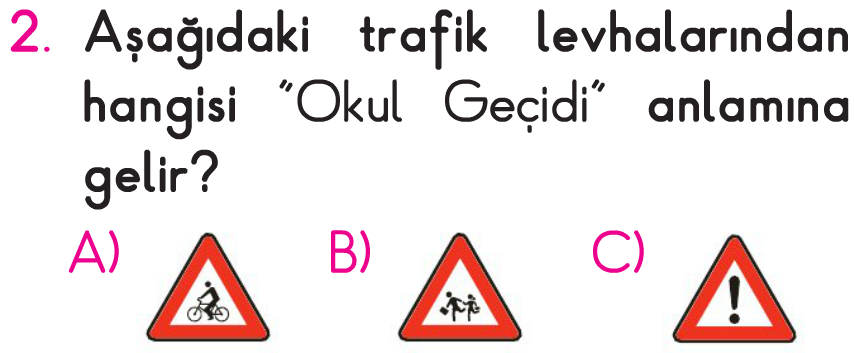 2. Aşağıdaki trafik levhalarından
hangisi “Okul Geçidi” anlamına
gelir?
A) B) C)